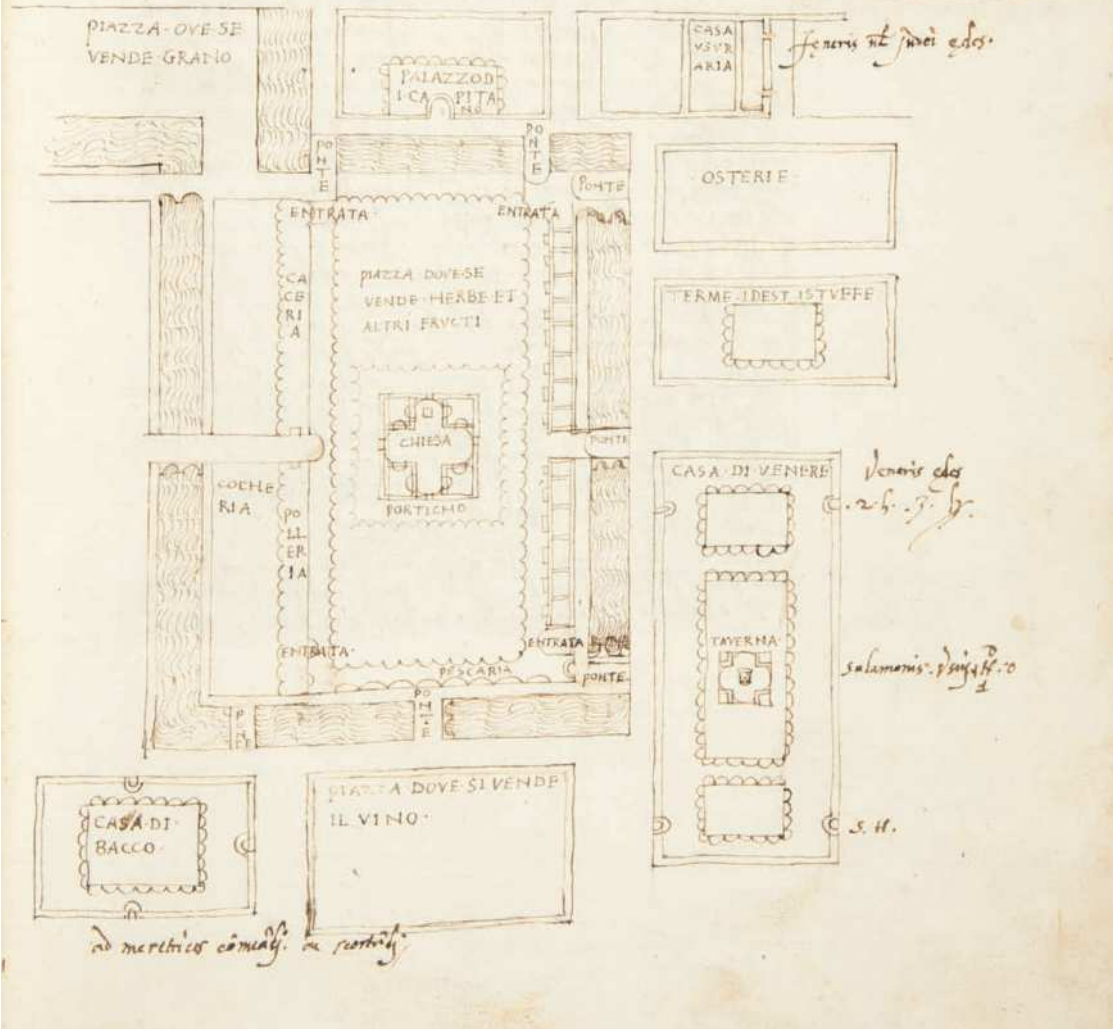 PIAZZA·OVE·SE
VENDE·GRANO
PALAZZO D
I CA PITA
NO
CASA
VSVR
ARIA
PONTE
PONTE
PONTE
·OSTERIE·
ENTRATA·
ENTRATA
CA
CE
RI
A
PIAZZA DOVE·SE
VENDE·HERBE·ET
ALTRI FRVCTI
TERME·IDEST ISTVFFE
CHIESA
PONTE
COCHE
RIA
PORTICHO
PO
LL
ER
IA
CASA·DI·VENERE
Veneris edes
TAVERNA·
ENTRATA·
ENTRATA
PESCARIA
PONTE·
PONTE
PONTE
S. H.
CASA·DI·
BACCO·
PIAZZA DOVE·SI VENDE
IL VINO·
ad meretrices